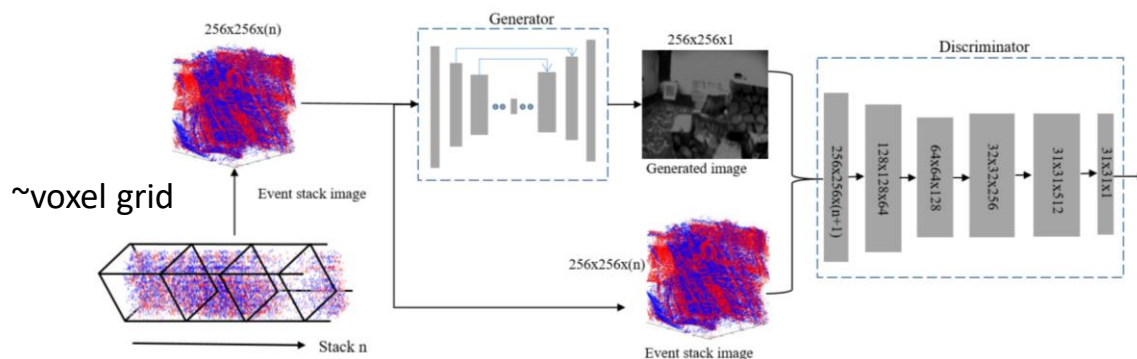 256x256x(n)
Generator
256x256x1
Discriminator
~voxel grid
Event stack image
Generated image
256x256x(n+1)
128x128x64
64x64x128
32x32x256
31x31x512
31x31x1
256x256x(n)
Stack n
Event stack image